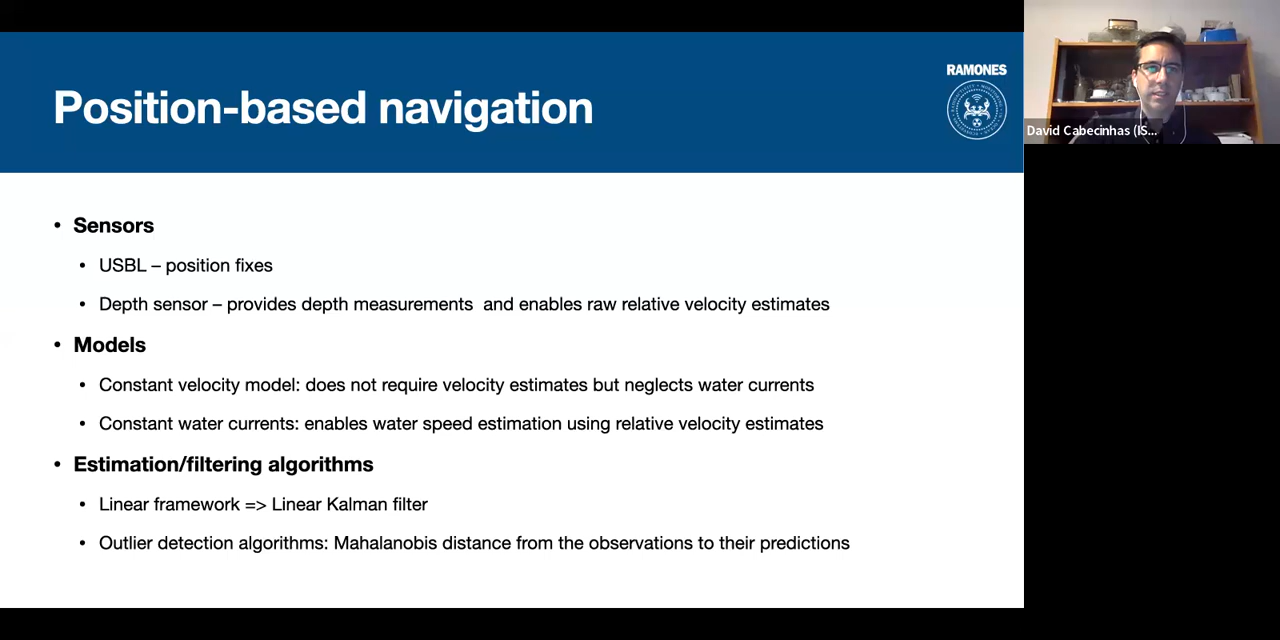 Position-based navigation
RAMONES
David Cabecinhas (IS...
• Sensors
• USBL – position fixes
• Depth sensor – provides depth measurements  and enables raw relative velocity estimates
• Models
• Constant velocity model: does not require velocity estimates but neglects water currents
• Constant water currents: enables water speed estimation using relative velocity estimates
• Estimation/filtering algorithms
• Linear framework => Linear Kalman filter
• Outlier detection algorithms: Mahalanobis distance from the observations to their predictions